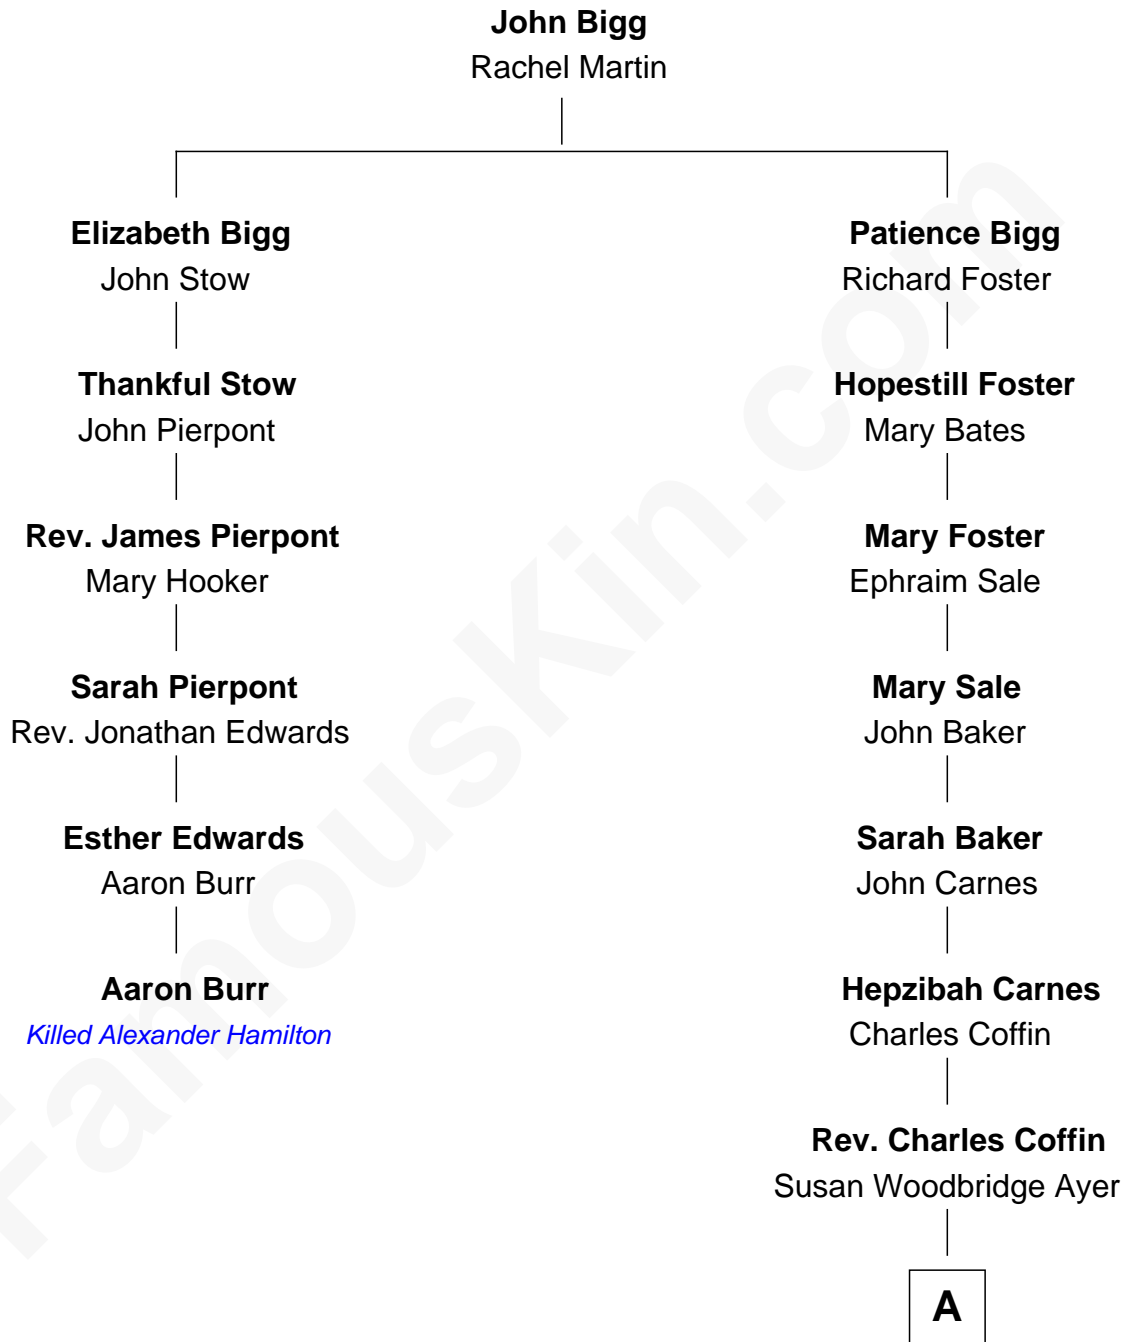 John Bigg
Rachel Martin
Elizabeth Bigg
John Stow
Patience Bigg
Richard Foster
Thankful Stow
John Pierpont
Hopestill Foster
Mary Bates
Rev. James Pierpont
Mary Hooker
Mary Foster
Ephraim Sale
Sarah Pierpont
Rev. Jonathan Edwards
Mary Sale
John Baker
Esther Edwards
Aaron Burr
Sarah Baker
John Carnes
Aaron Burr
Killed Alexander Hamilton
Hepzibah Carnes
Charles Coffin
Rev. Charles Coffin
Susan Woodbridge Ayer
A
FamousKin.com